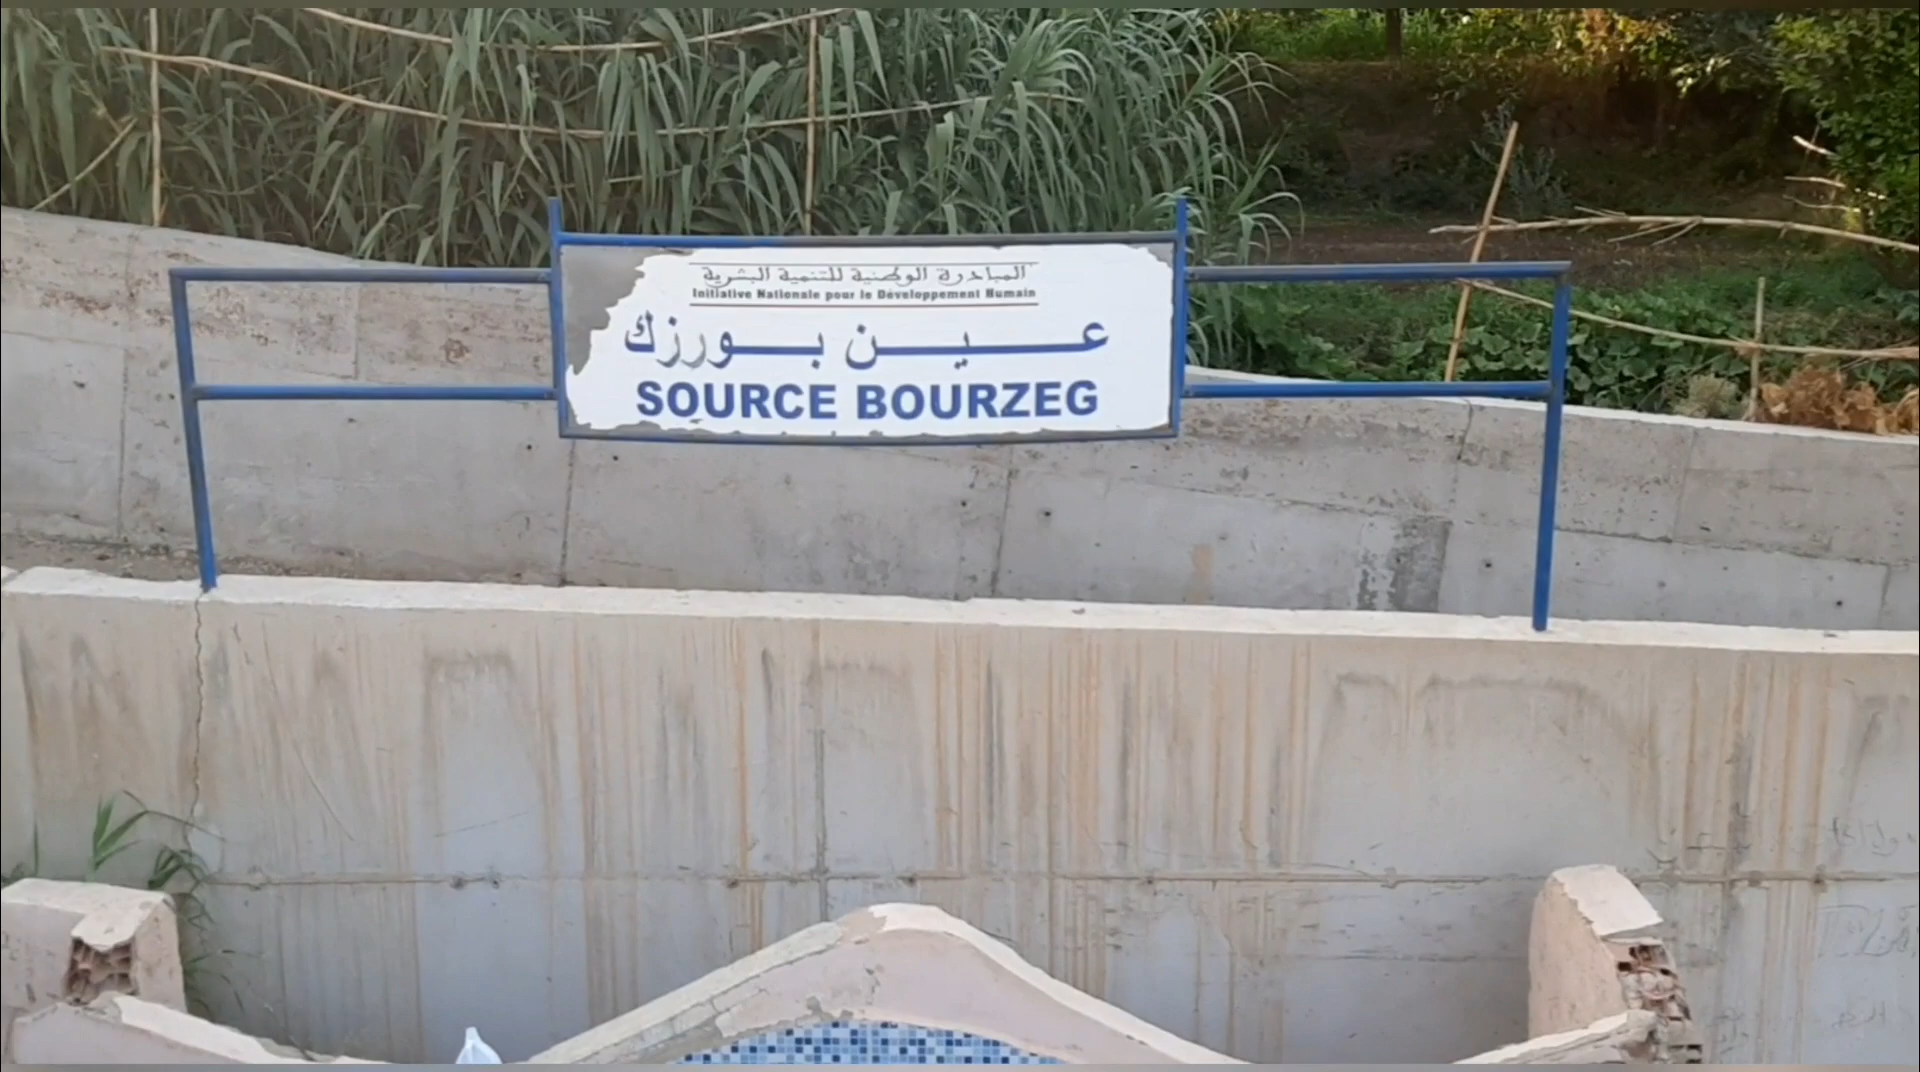 المبادرة الوطنية للتنمية البشرية
Initiative Nationale pour le Développement Humain
عين بورزك
SOURCE BOURZEG